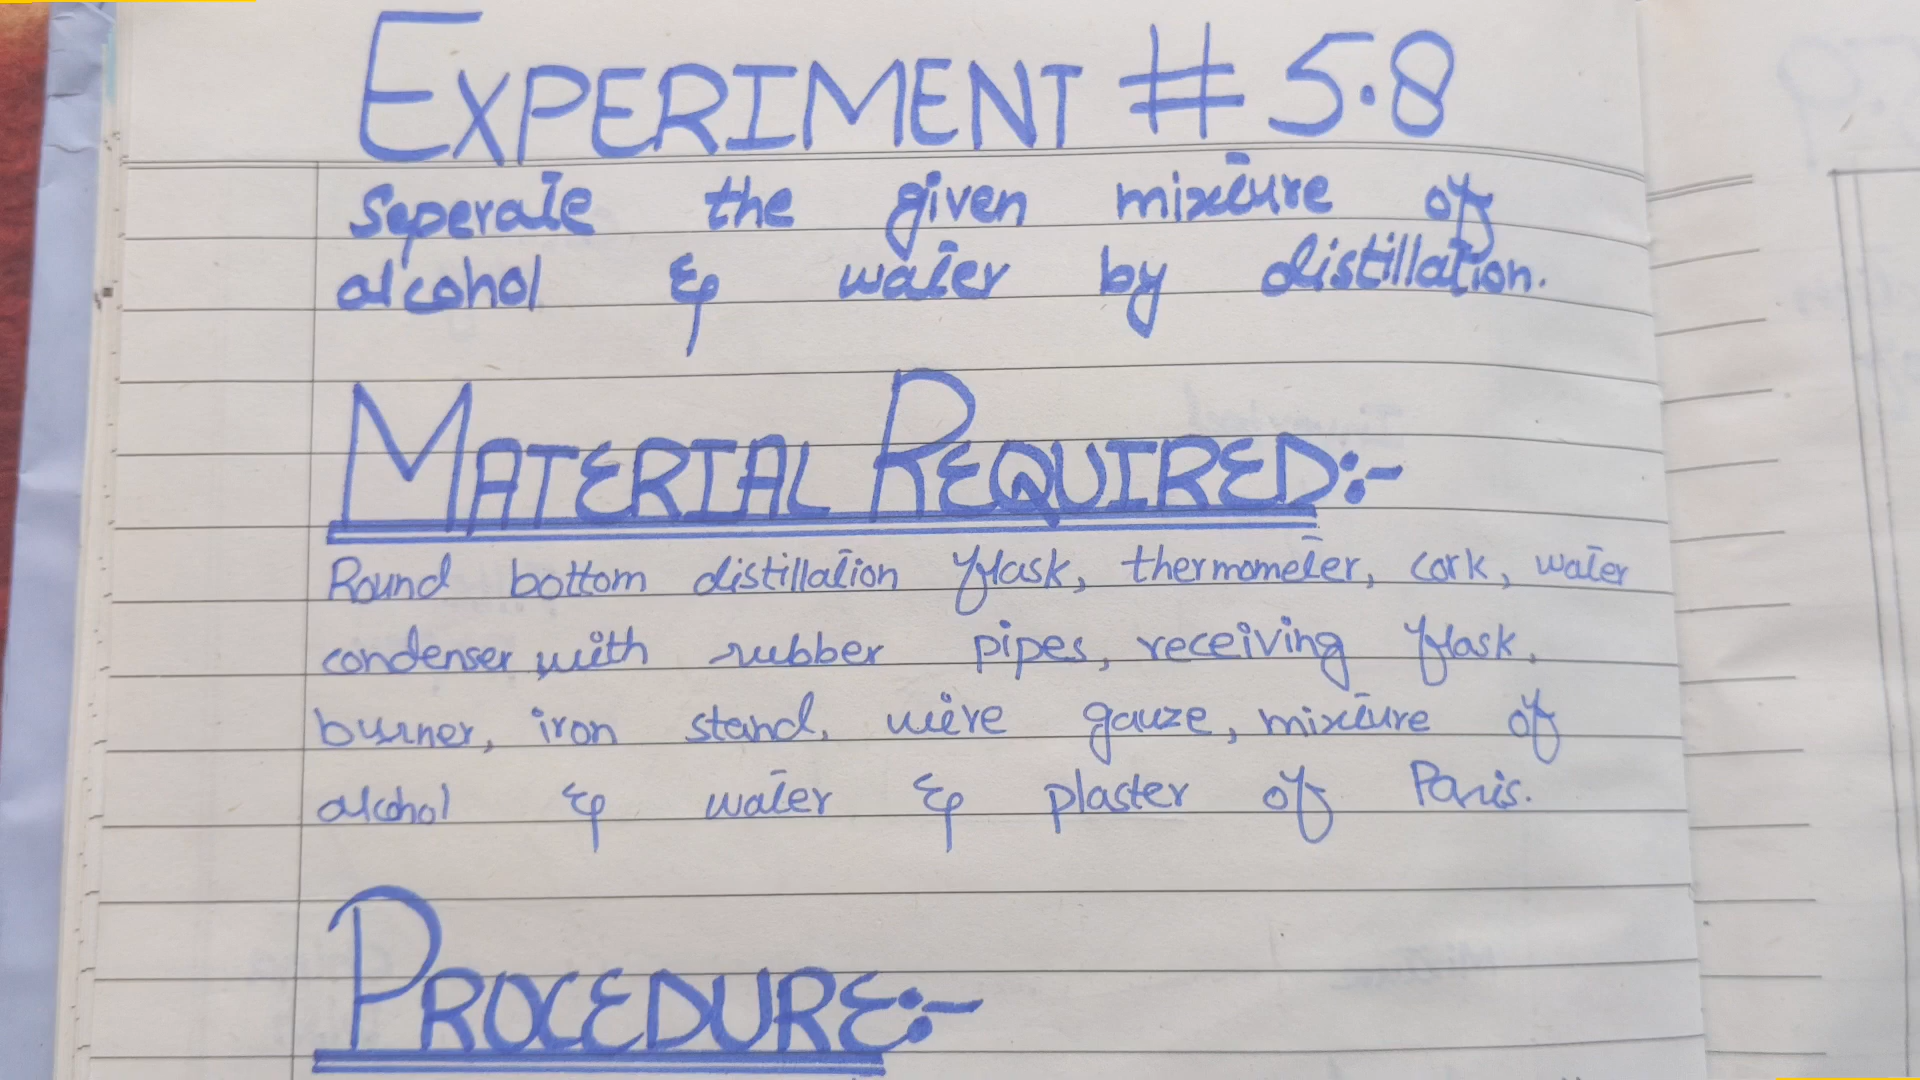 EXPERIMENT # 5.8
Seperate the given mixture of
alcohol & water by distillation.
MATERIAL REQUIRED:-
Round bottom distillation flask, thermometer, cork, water
condenser with rubber pipes, receiving flask,
burner, iron stand, wire gauze, mixture of
alcohol & water & plaster of Paris.
PROCEDURE:-